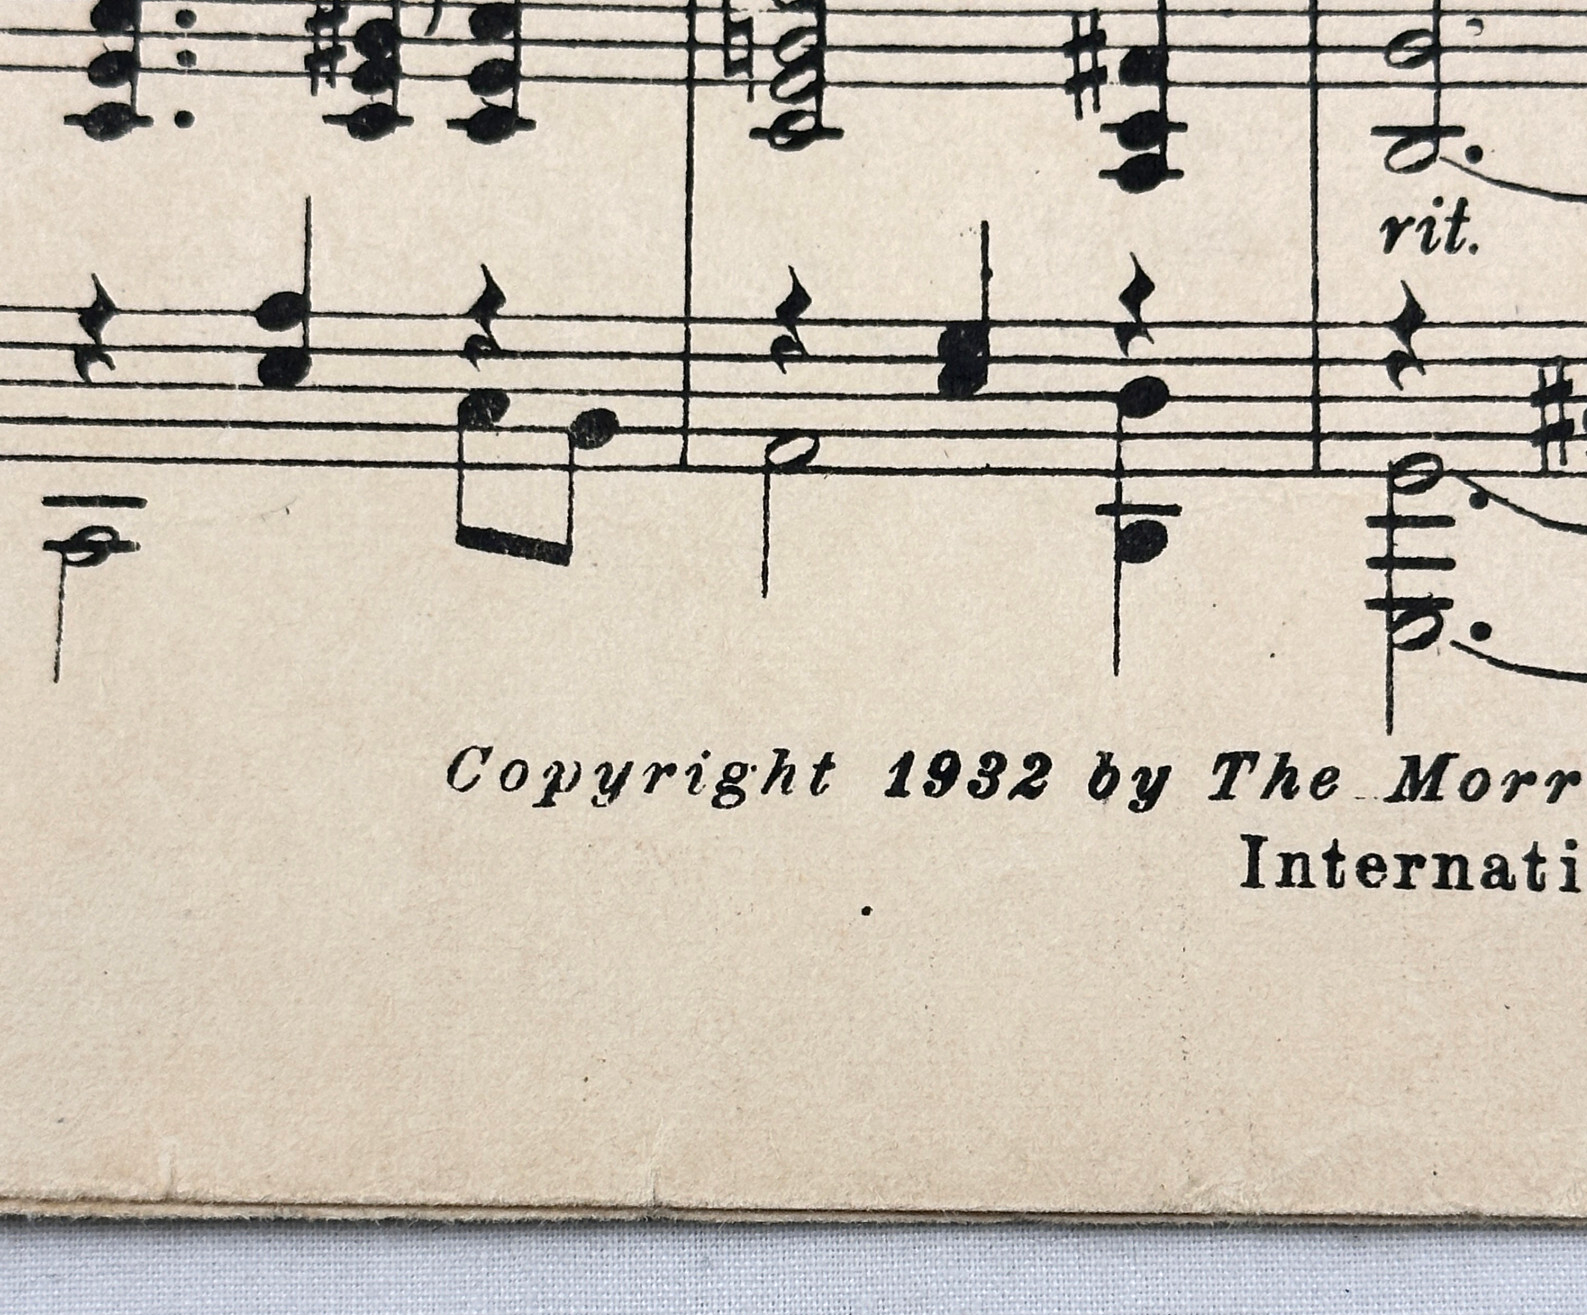 rit.
Copyright 1932 by The Morr
Internati